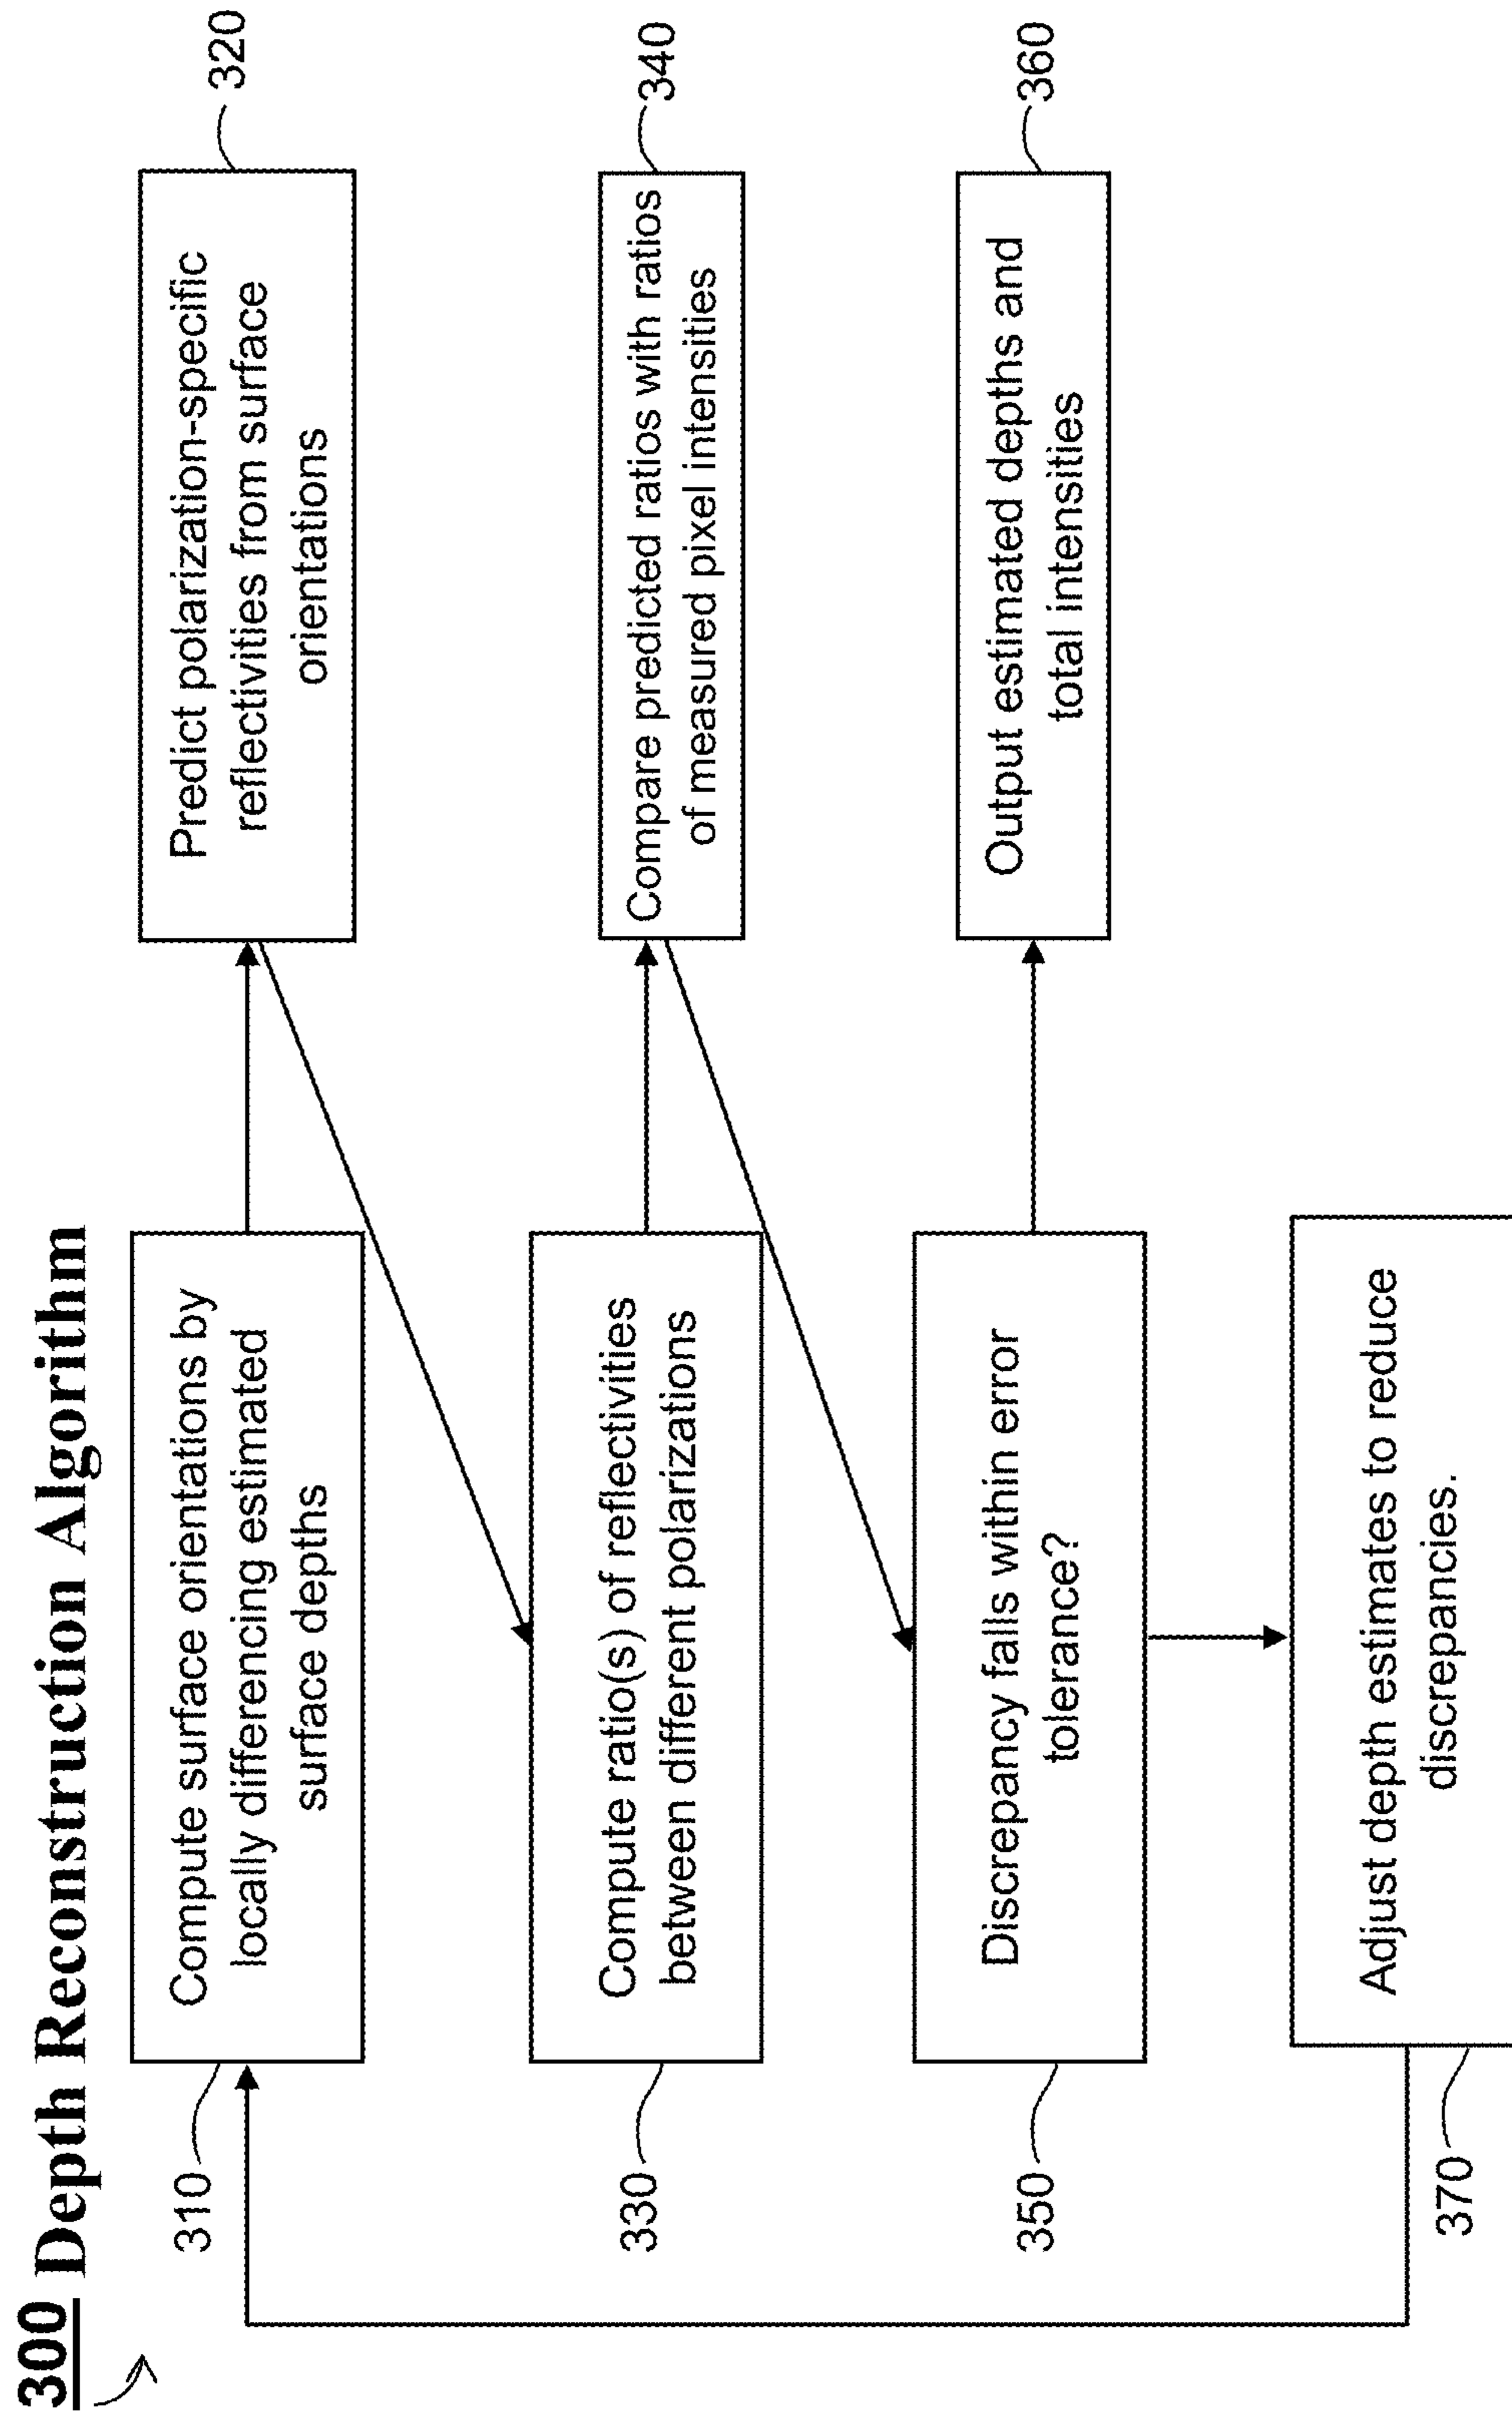 300 Depth Reconstruction Algorithm
310
Compute surface orientations by
locally differencing estimated
surface depths
Predict polarization-specific
reflectivities from surface
orientations
320
330
Compute ratio(s) of reflectivities
between different polarizations
Compare predicted ratios with ratios
of measured pixel intensities
340
350
Discrepancy falls within error
tolerance?
Output estimated depths and
total intensities
360
370
Adjust depth estimates to reduce
discrepancies.